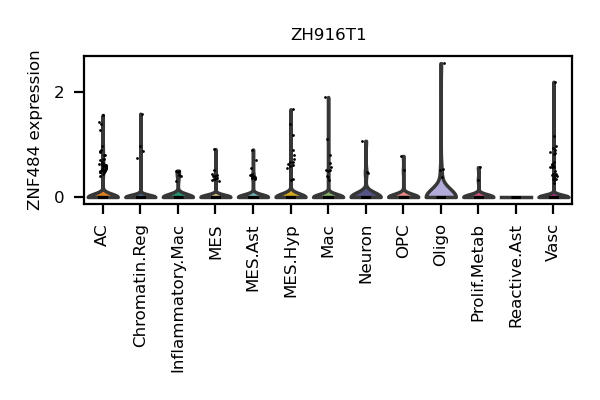 ZH916T1
ZNF484 expression
2
0
AC
Chromatin.Reg
Inflammatory.Mac
MES
MES.Ast
MES.Hyp
Mac
Neuron
OPC
Oligo
Prolif.Metab
Reactive.Ast
Vasc